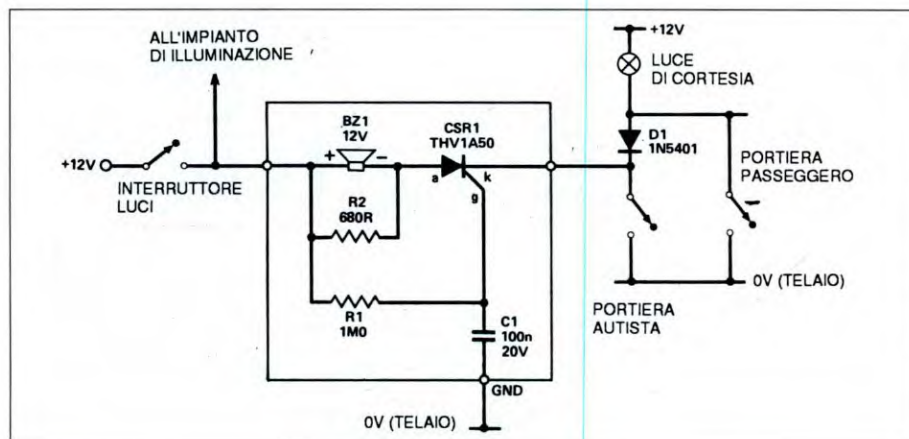 ALL'IMPIANTO
DI ILLUMINAZIONE
+12V
INTERRUTTORE
LUCI
BZ1
12V
+
−
CSR1
THV1A50
a
k
g
R2
680R
R1
1M0
C1
100n
20V
GND
0V (TELAIO)
+12V
LUCE
DI CORTESIA
D1
1N5401
PORTIERA
PASSEGGERO
0V (TELAIO)
PORTIERA
AUTISTA